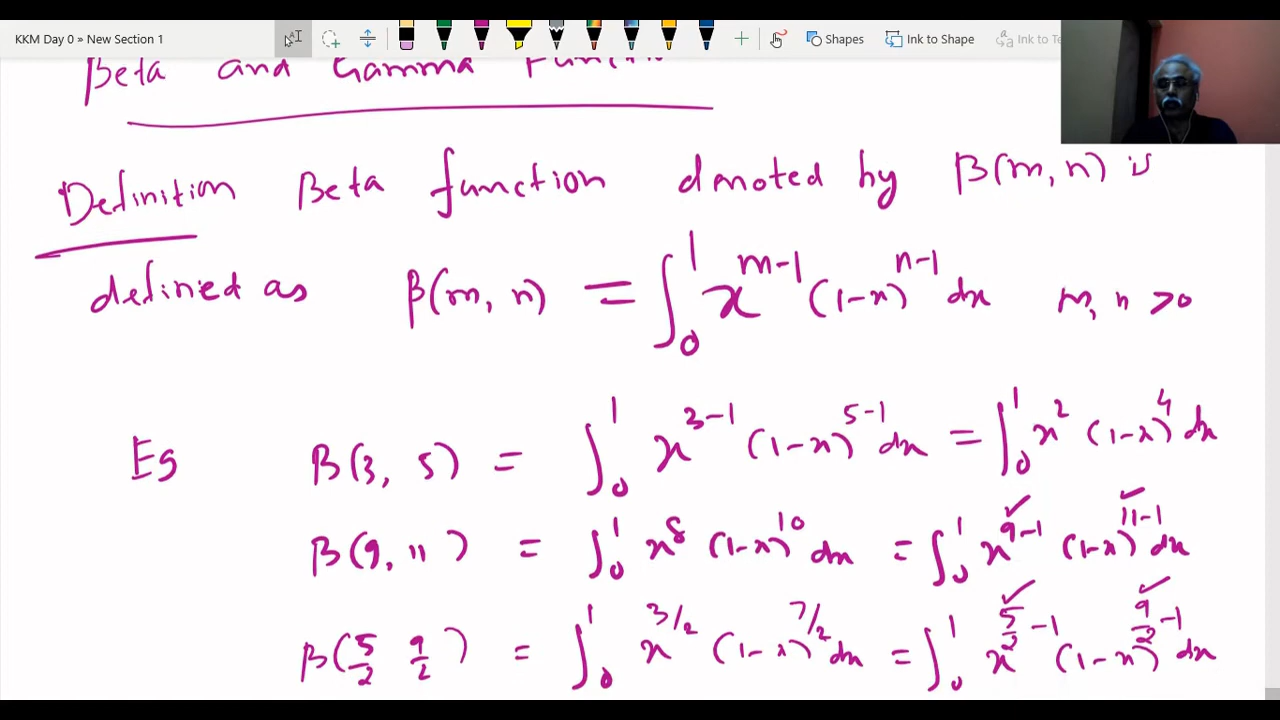 KKM Day 0 » New Section 1
Shapes Ink to Shape Ink to Te
Beta and Gamma Functio
Definition Beta function denoted by β(m, n) is
defined as β(m, n) = ∫₀¹ x^(m-1) (1-x)^(n-1) dx m, n >0
Eg β(3, 5) = ∫₀¹ x^(3-1) (1-x)^(5-1) dx = ∫₀¹ x² (1-x)⁴ dx
β(9, 11) = ∫₀¹ x⁸ (1-x)¹⁰ dx = ∫₀¹ x^(9-1) (1-x)^(11-1) dx
β(5/2 9/2) = ∫₀¹ x^(3/2) (1-x)^(7/2) dx = ∫₀¹ x^(5/2-1) (1-x)^(9/2-1) dx